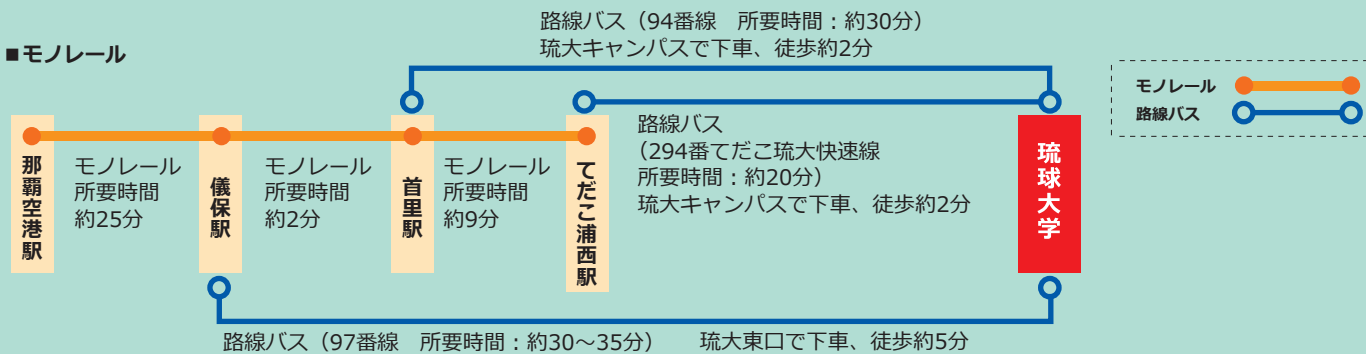 路線バス（94番線　所要時間：約30分）
琉大キャンパスで下車、徒歩約2分
■モノレール
モノレール
路線バス
那覇空港駅
モノレール
所要時間
約25分
儀保駅
モノレール
所要時間
約2分
首里駅
モノレール
所要時間
約9分
てだこ浦西駅
路線バス
（294番てだこ琉大快速線
所要時間：約20分）
琉大キャンパスで下車、徒歩約2分
琉球大学
路線バス（97番線　所要時間：約30～35分）　琉大東口で下車、徒歩約5分